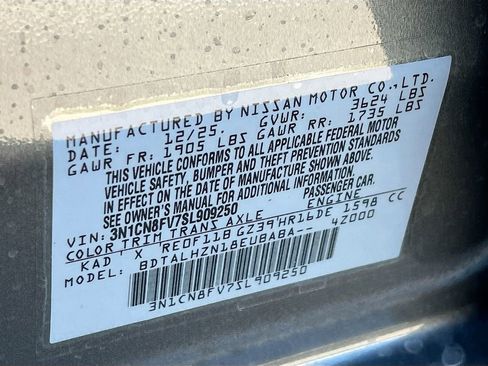 MANUFACTURED BY NISSAN MOTOR CO., LTD.
DATE: 12/25. GVWR: 3624 LBS
GAWR FR: 1905 LBS GAWR RR: 1735 LBS
THIS VEHICLE CONFORMS TO ALL APPLICABLE FEDERAL MOTOR
VEHICLE SAFETY, BUMPER AND THEFT PREVENTION STANDARDS
IN EFFECT ON THE DATE OF MANUFACTURE SHOWN ABOVE.
SEE OWNER'S MANUAL FOR ADDITIONAL INFORMATION.
VIN: 3N1CN8FV7SL909250 PASSENGER CAR.
COLOR TRIM TRANS AXLE ENGINE
KAD X RE0F11B GZ39 HR16DE 1598 CC
BDTALHZN18EUBABA-- 4Z000
3N1CN8FV7SL909250